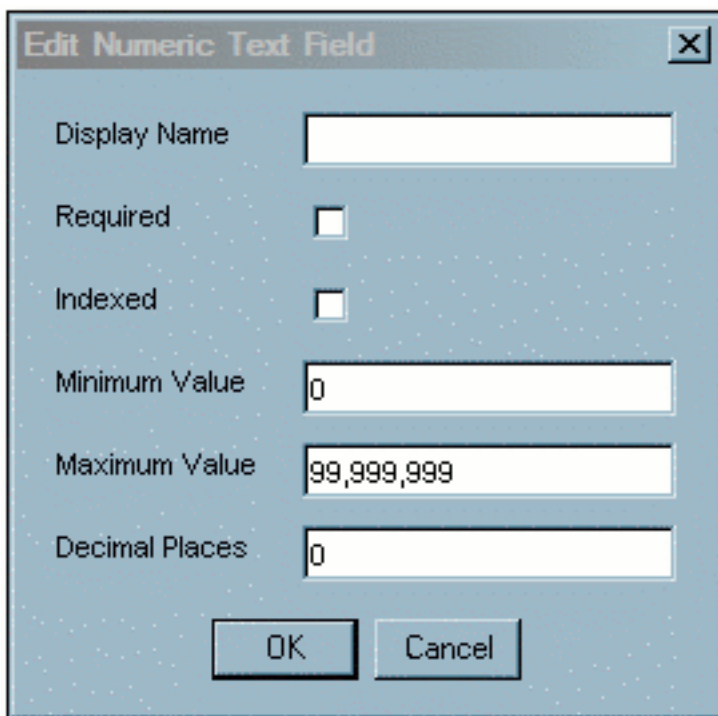 Edit Numeric Text Field
Display Name
Required
Indexed
Minimum Value 0
Maximum Value 99,999,999
Decimal Places 0
OK Cancel